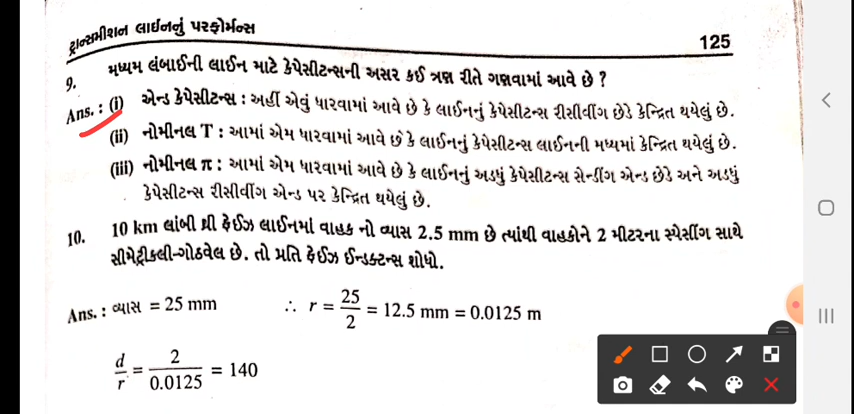 ટ્રાન્સમીશન લાઈનનું પરફોર્મન્સ
125
9. મધ્યમ લંબાઈની લાઈન માટે કેપેસીટન્સની અસર કઈ ત્રણ રીતે ગણવામાં આવે છે ?
Ans. : (i) એન્ડ કેપેસીટન્સ : અહીં એવું ધારવામાં આવે છે કે લાઈનનું કેપેસીટન્સ રીસીવીંગ છેડે કેન્દ્રિત થયેલું છે.
(ii) નોમીનલ T : આમાં એમ ધારવામાં આવે છે કે લાઈનનું કેપેસીટન્સ લાઈનની મધ્યમાં કેન્દ્રિત થયેલું છે.
(iii) નોમીનલ π : આમાં એમ ધારવામાં આવે છે કે લાઈનનું અડધું કેપેસીટન્સ સેન્ડીંગ એન્ડ છેડે અને અડધું
કેપેસીટન્સ રીસીવીંગ એન્ડ પર કેન્દ્રિત થયેલું છે.
10. 10 km લાંબી થ્રી ફેઈઝ લાઈનમાં વાહક નો વ્યાસ 2.5 mm છે ત્યાંથી વાહકોને 2 મીટરના સ્પેસીંગ સાથે
સીમેટ્રીકલી-ગોઠવેલ છે. તો પ્રતિ ફેઈઝ ઈન્ડક્ટન્સ શોધો.
Ans. : વ્યાસ = 25 mm ∴ r = 25/2 = 12.5 mm = 0.0125 m
d/r = 2/0.0125 = 140